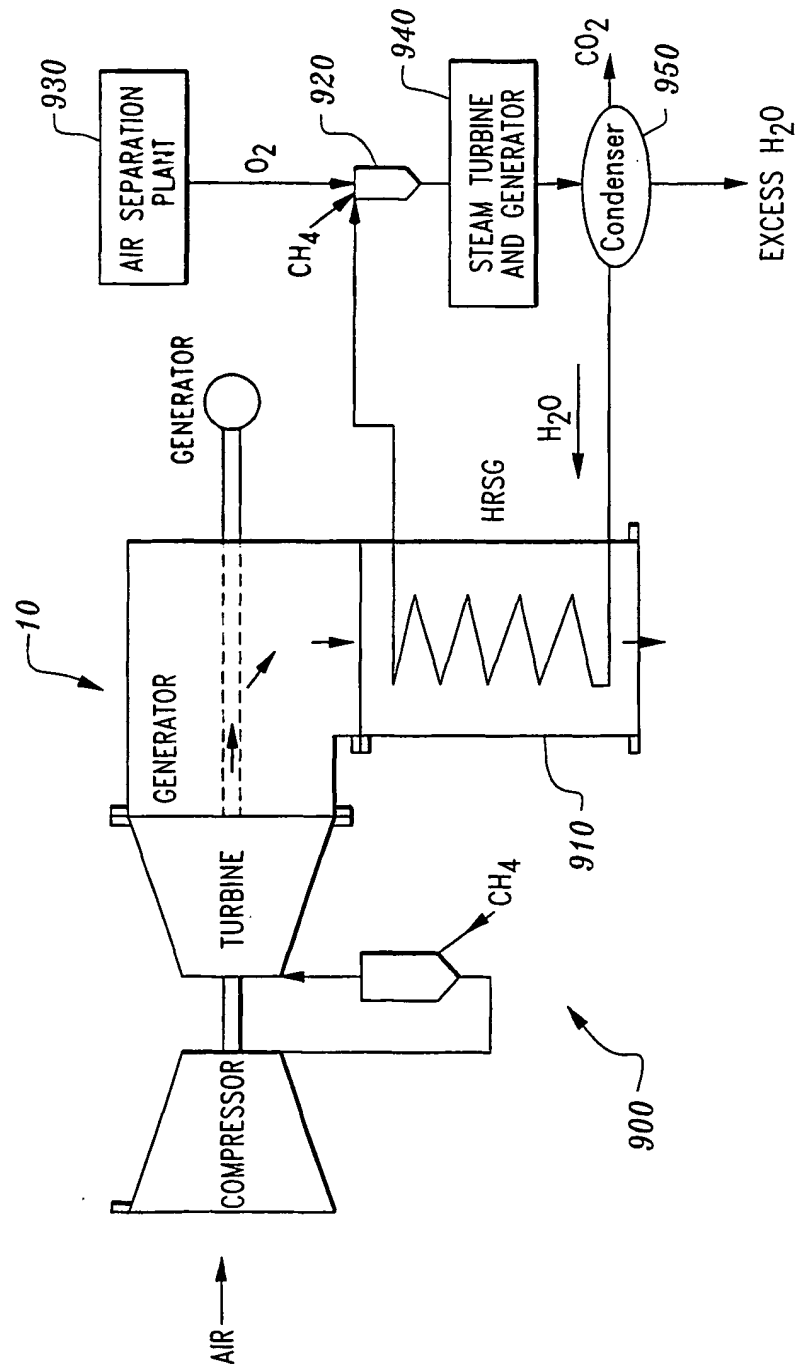 AIR
COMPRESSOR
TURBINE
GENERATOR
GENERATOR
10
CH4
900
910
HRSG
H2O
AIR SEPARATION
PLANT
930
O2
CH4
920
STEAM TURBINE
AND GENERATOR
940
Condenser
950
CO2
EXCESS H2O